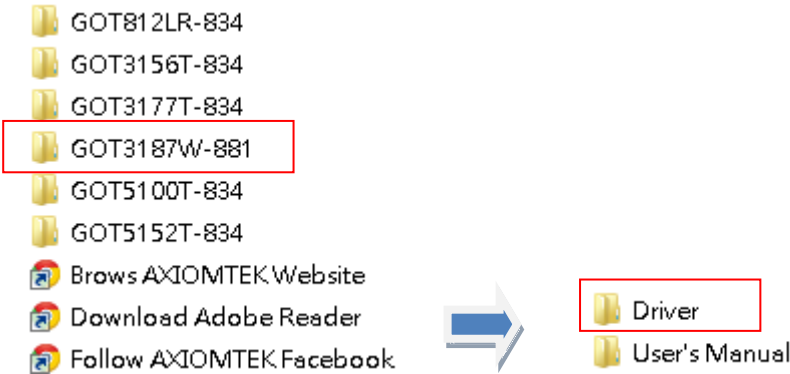 GOT812LR-834
GOT3156T-834
GOT3177T-834
GOT3187W-881
GOT5100T-834
GOT5152T-834
Brows AXIOMTEK Website
Download Adobe Reader
Follow AXIOMTEK Facebook
Driver
User's Manual